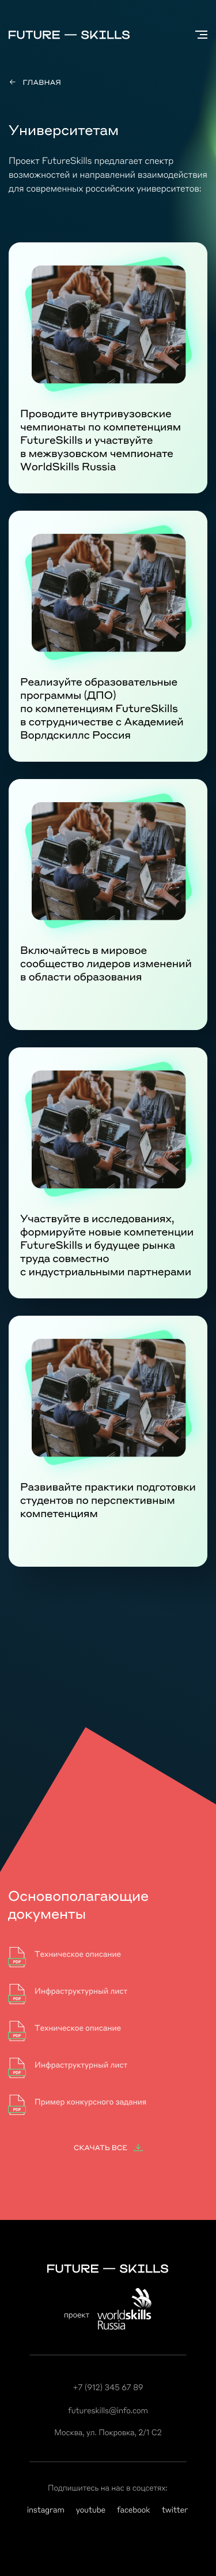 FUTURE — SKILLS
← ГЛАВНАЯ
Университетам
Проект FutureSkills предлагает спектр
возможностей и направлений взаимодействия
для современных российских университетов:
Проводите внутривузовские
чемпионаты по компетенциям
FutureSkills и участвуйте
в межвузовском чемпионате
WorldSkills Russia
Реализуйте образовательные
программы (ДПО)
по компетенциям FutureSkills
в сотрудничестве с Академией
Ворлдскиллс Россия
Включайтесь в мировое
сообщество лидеров изменений
в области образования
Участвуйте в исследованиях,
формируйте новые компетенции
FutureSkills и будущее рынка
труда совместно
с индустриальными партнерами
Развивайте практики подготовки
студентов по перспективным
компетенциям
Основополагающие
документы
PDF Техническое описание
PDF Инфраструктурный лист
PDF Техническое описание
PDF Инфраструктурный лист
PDF Пример конкурсного задания
СКАЧАТЬ ВСЕ
FUTURE — SKILLS
проект worldskills
Russia
+7 (912) 345 67 89
futureskills@info.com
Москва, ул. Покровка, 2/1 С2
Подпишитесь на нас в соцсетях:
instagram youtube facebook twitter